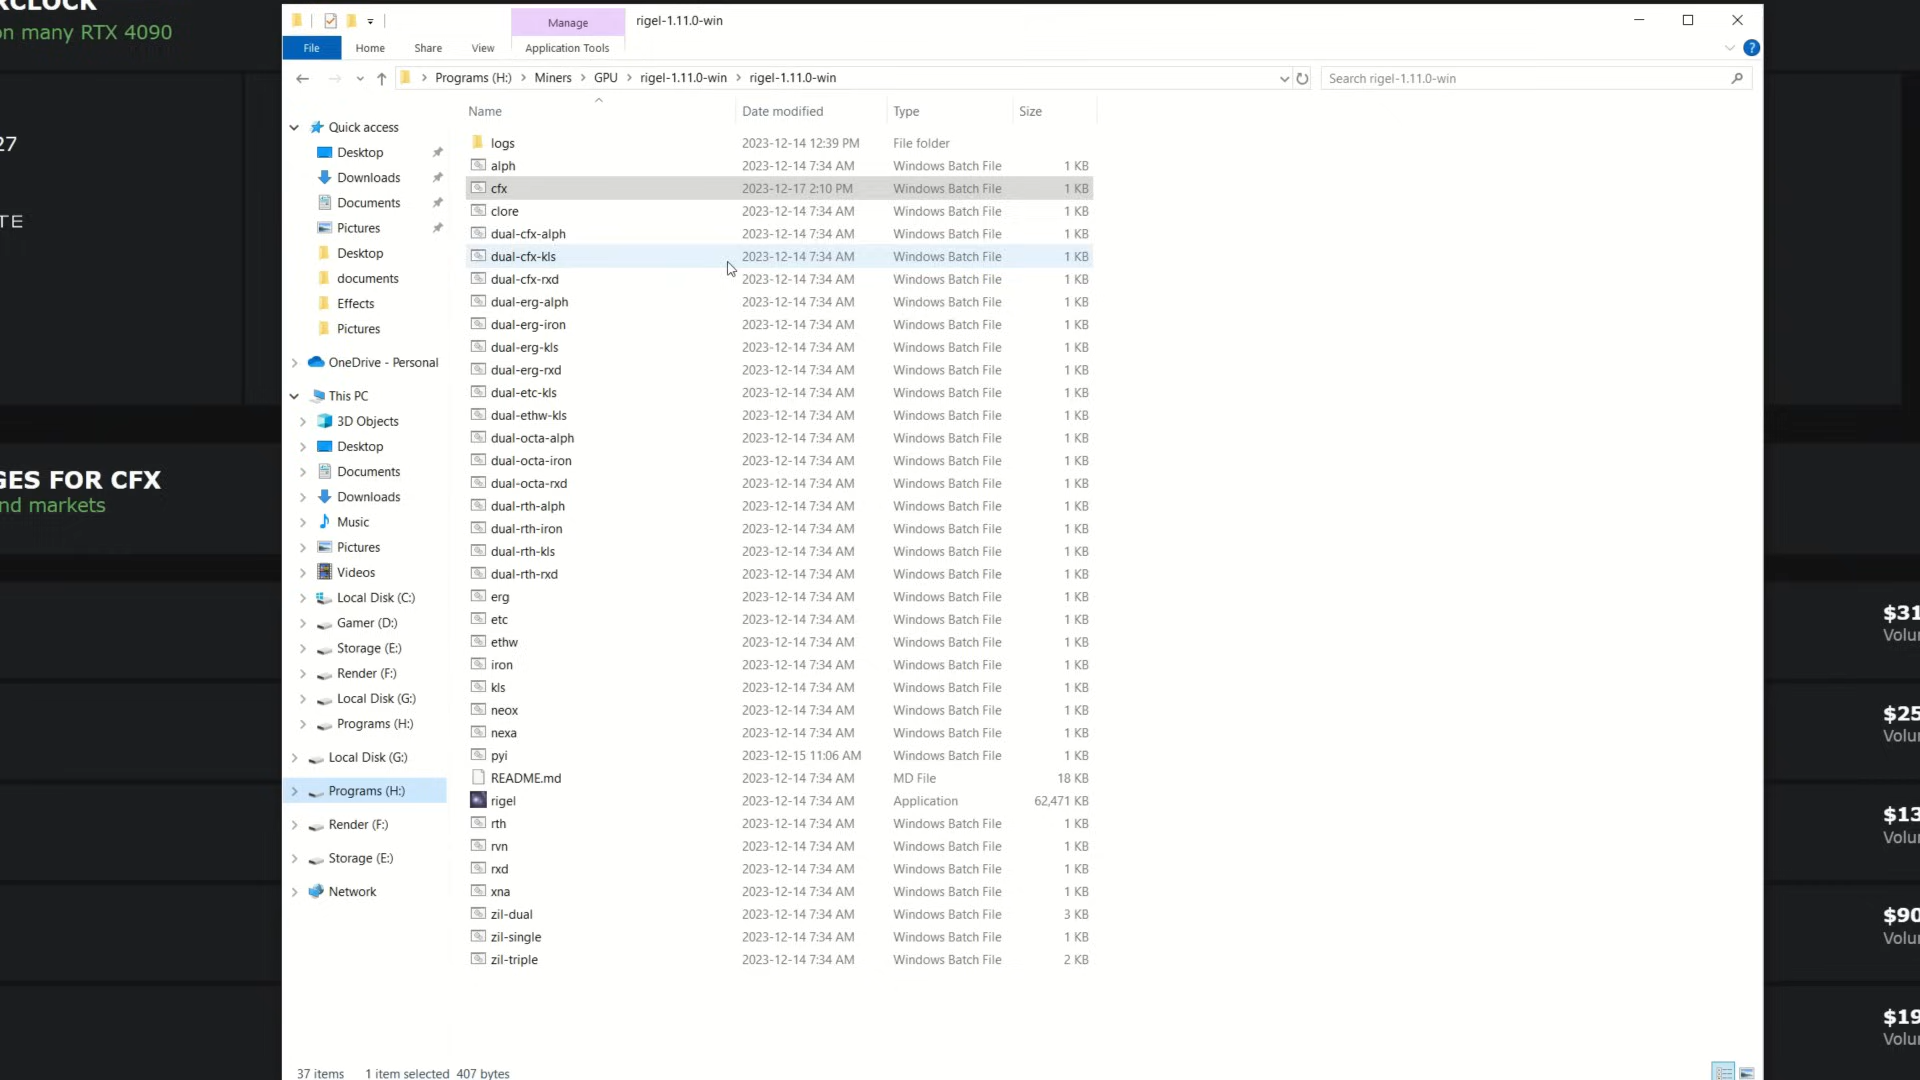 RCLOCK
on many RTX 4090
27
TE
GES FOR CFX
nd markets
Manage
rigel-1.11.0-win
File
Home
Share
View
Application Tools
Programs (H:)
Miners
GPU
rigel-1.11.0-win
rigel-1.11.0-win
Search rigel-1.11.0-win
Quick access
Desktop
Downloads
Documents
Pictures
Desktop
documents
Effects
Pictures
OneDrive - Personal
This PC
3D Objects
Desktop
Documents
Downloads
Music
Pictures
Videos
Local Disk (C:)
Gamer (D:)
Storage (E:)
Render (F:)
Local Disk (G:)
Programs (H:)
Local Disk (G:)
Programs (H:)
Render (F:)
Storage (E:)
Network
Name Date modified Type Size
logs 2023-12-14 12:39 PM File folder
alph 2023-12-14 7:34 AM Windows Batch File 1 KB
cfx 2023-12-17 2:10 PM Windows Batch File 1 KB
clore 2023-12-14 7:34 AM Windows Batch File 1 KB
dual-cfx-alph 2023-12-14 7:34 AM Windows Batch File 1 KB
dual-cfx-kls 2023-12-14 7:34 AM Windows Batch File 1 KB
dual-cfx-rxd 2023-12-14 7:34 AM Windows Batch File 1 KB
dual-erg-alph 2023-12-14 7:34 AM Windows Batch File 1 KB
dual-erg-iron 2023-12-14 7:34 AM Windows Batch File 1 KB
dual-erg-kls 2023-12-14 7:34 AM Windows Batch File 1 KB
dual-erg-rxd 2023-12-14 7:34 AM Windows Batch File 1 KB
dual-etc-kls 2023-12-14 7:34 AM Windows Batch File 1 KB
dual-ethw-kls 2023-12-14 7:34 AM Windows Batch File 1 KB
dual-octa-alph 2023-12-14 7:34 AM Windows Batch File 1 KB
dual-octa-iron 2023-12-14 7:34 AM Windows Batch File 1 KB
dual-octa-rxd 2023-12-14 7:34 AM Windows Batch File 1 KB
dual-rth-alph 2023-12-14 7:34 AM Windows Batch File 1 KB
dual-rth-iron 2023-12-14 7:34 AM Windows Batch File 1 KB
dual-rth-kls 2023-12-14 7:34 AM Windows Batch File 1 KB
dual-rth-rxd 2023-12-14 7:34 AM Windows Batch File 1 KB
erg 2023-12-14 7:34 AM Windows Batch File 1 KB
etc 2023-12-14 7:34 AM Windows Batch File 1 KB
ethw 2023-12-14 7:34 AM Windows Batch File 1 KB
iron 2023-12-14 7:34 AM Windows Batch File 1 KB
kls 2023-12-14 7:34 AM Windows Batch File 1 KB
neox 2023-12-14 7:34 AM Windows Batch File 1 KB
nexa 2023-12-14 7:34 AM Windows Batch File 1 KB
pyi 2023-12-15 11:06 AM Windows Batch File 1 KB
README.md 2023-12-14 7:34 AM MD File 18 KB
rigel 2023-12-14 7:34 AM Application 62,471 KB
rth 2023-12-14 7:34 AM Windows Batch File 1 KB
rvn 2023-12-14 7:34 AM Windows Batch File 1 KB
rxd 2023-12-14 7:34 AM Windows Batch File 1 KB
xna 2023-12-14 7:34 AM Windows Batch File 1 KB
zil-dual 2023-12-14 7:34 AM Windows Batch File 3 KB
zil-single 2023-12-14 7:34 AM Windows Batch File 1 KB
zil-triple 2023-12-14 7:34 AM Windows Batch File 2 KB
37 items 1 item selected 407 bytes
$31
Volu
$25
Volu
$13
Volu
$90
Volu
$19
Volu